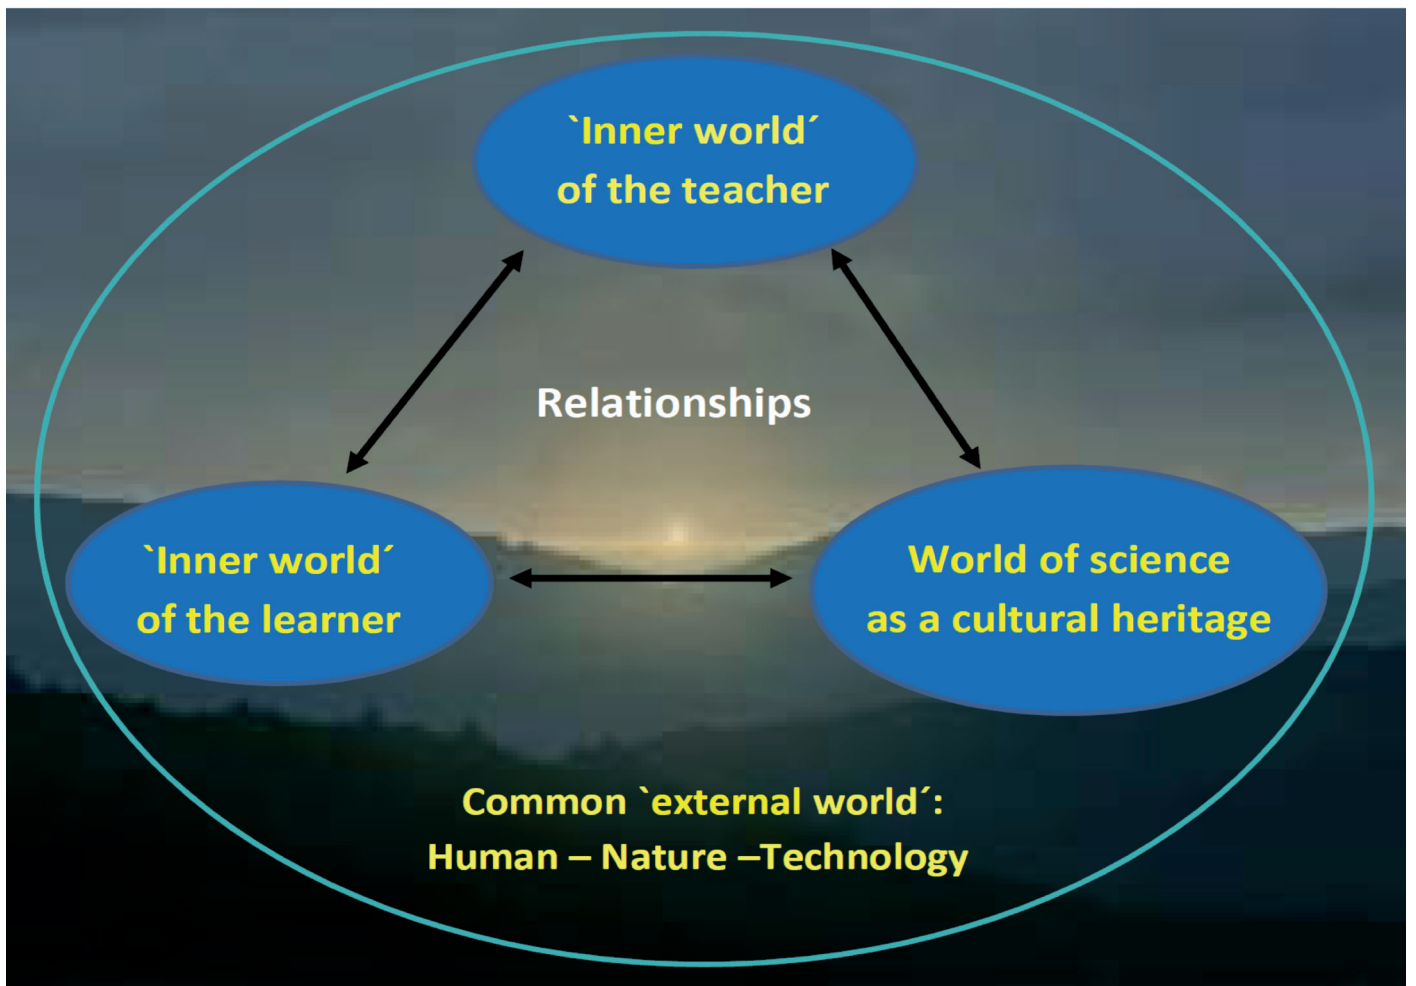 `Inner world´
of the teacher
Relationships
`Inner world´
of the learner
World of science
as a cultural heritage
Common `external world´:
Human – Nature –Technology